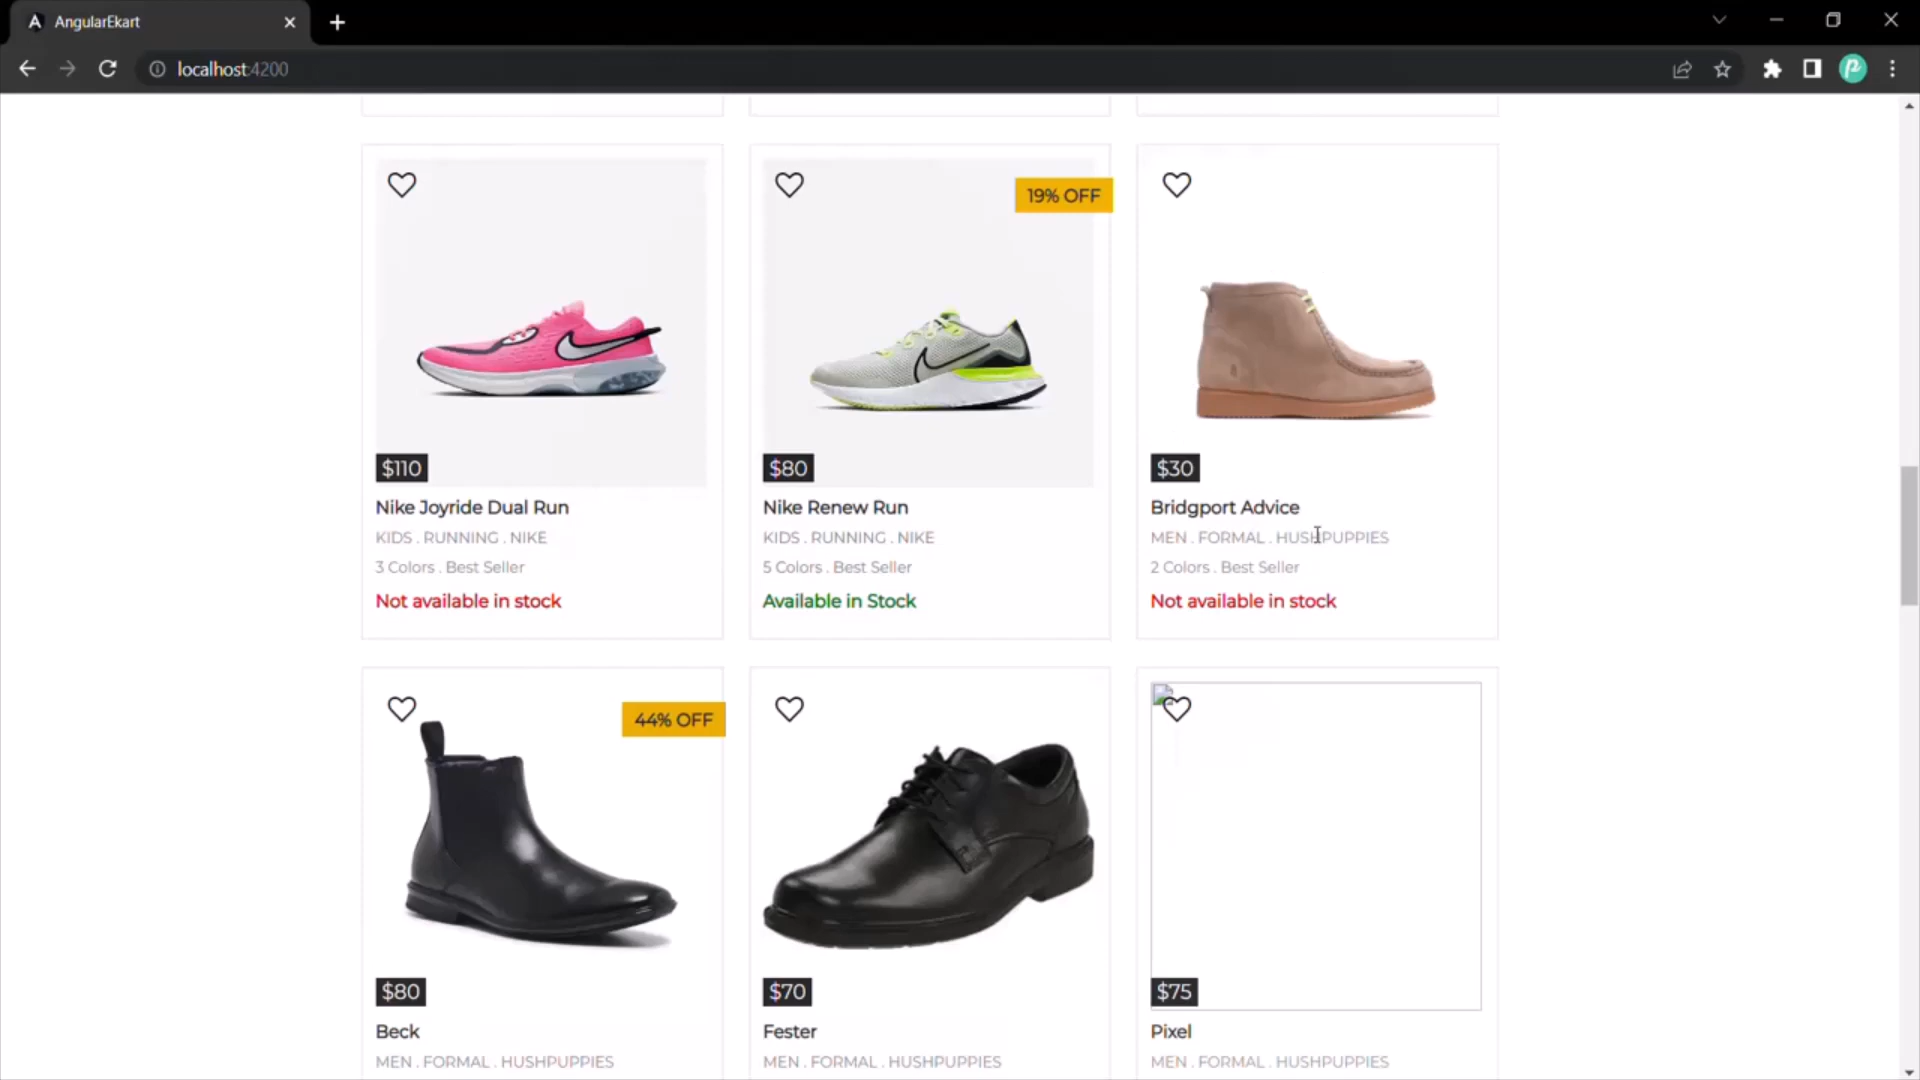 AngularEkart
localhost:4200
19% OFF
$110
$80
$30
Nike Joyride Dual Run
Nike Renew Run
Bridgport Advice
KIDS . RUNNING . NIKE
KIDS . RUNNING . NIKE
MEN . FORMAL . HUSHPUPPIES
3 Colors . Best Seller
5 Colors . Best Seller
2 Colors . Best Seller
Not available in stock
Available in Stock
Not available in stock
44% OFF
$80
$70
$75
Beck
Fester
Pixel
MEN . FORMAL . HUSHPUPPIES
MEN . FORMAL . HUSHPUPPIES
MEN . FORMAL . HUSHPUPPIES